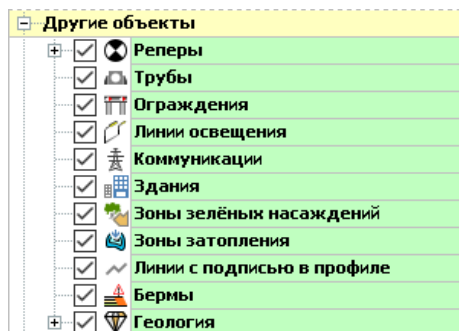 Другие объекты
Реперы
Трубы
Ограждения
Линии освещения
Коммуникации
Здания
Зоны зелёных насаждений
Зоны затопления
Линии с подписью в профиле
Бермы
Геология